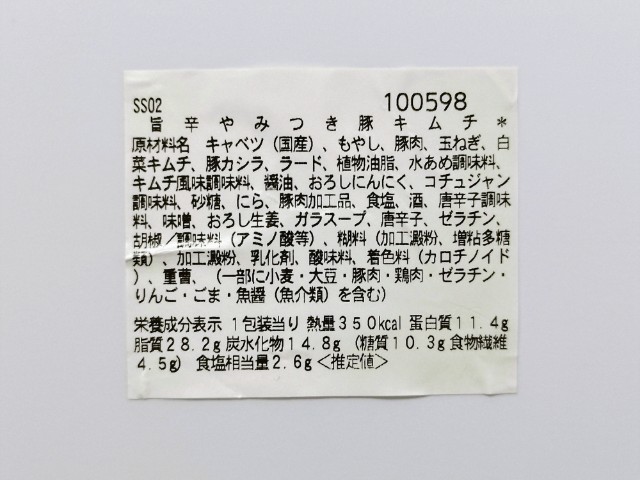 SS02 100598
旨辛やみつき豚キムチ*
原材料名 キャベツ(国産)、もやし、豚肉、玉ねぎ、白
菜キムチ、豚カシラ、ラード、植物油脂、水あめ調味料、
キムチ風味調味料、醤油、おろしにんにく、コチュジャン
調味料、砂糖、にら、豚肉加工品、食塩、酒、唐辛子調味
料、味噌、おろし生姜、ガラスープ、唐辛子、ゼラチン、
胡椒/調味料(アミノ酸等)、糊料(加工澱粉、増粘多糖
類)、加工澱粉、乳化剤、酸味料、着色料(カロチノイド
)、重曹、(一部に小麦・大豆・豚肉・鶏肉・ゼラチン・
りんご・ごま・魚醤(魚介類)を含む)
栄養成分表示 1包装当り 熱量350kcal 蛋白質11.4g
脂質28.2g 炭水化物14.8g (糖質10.3g 食物繊維
4.5g) 食塩相当量2.6g<推定値>